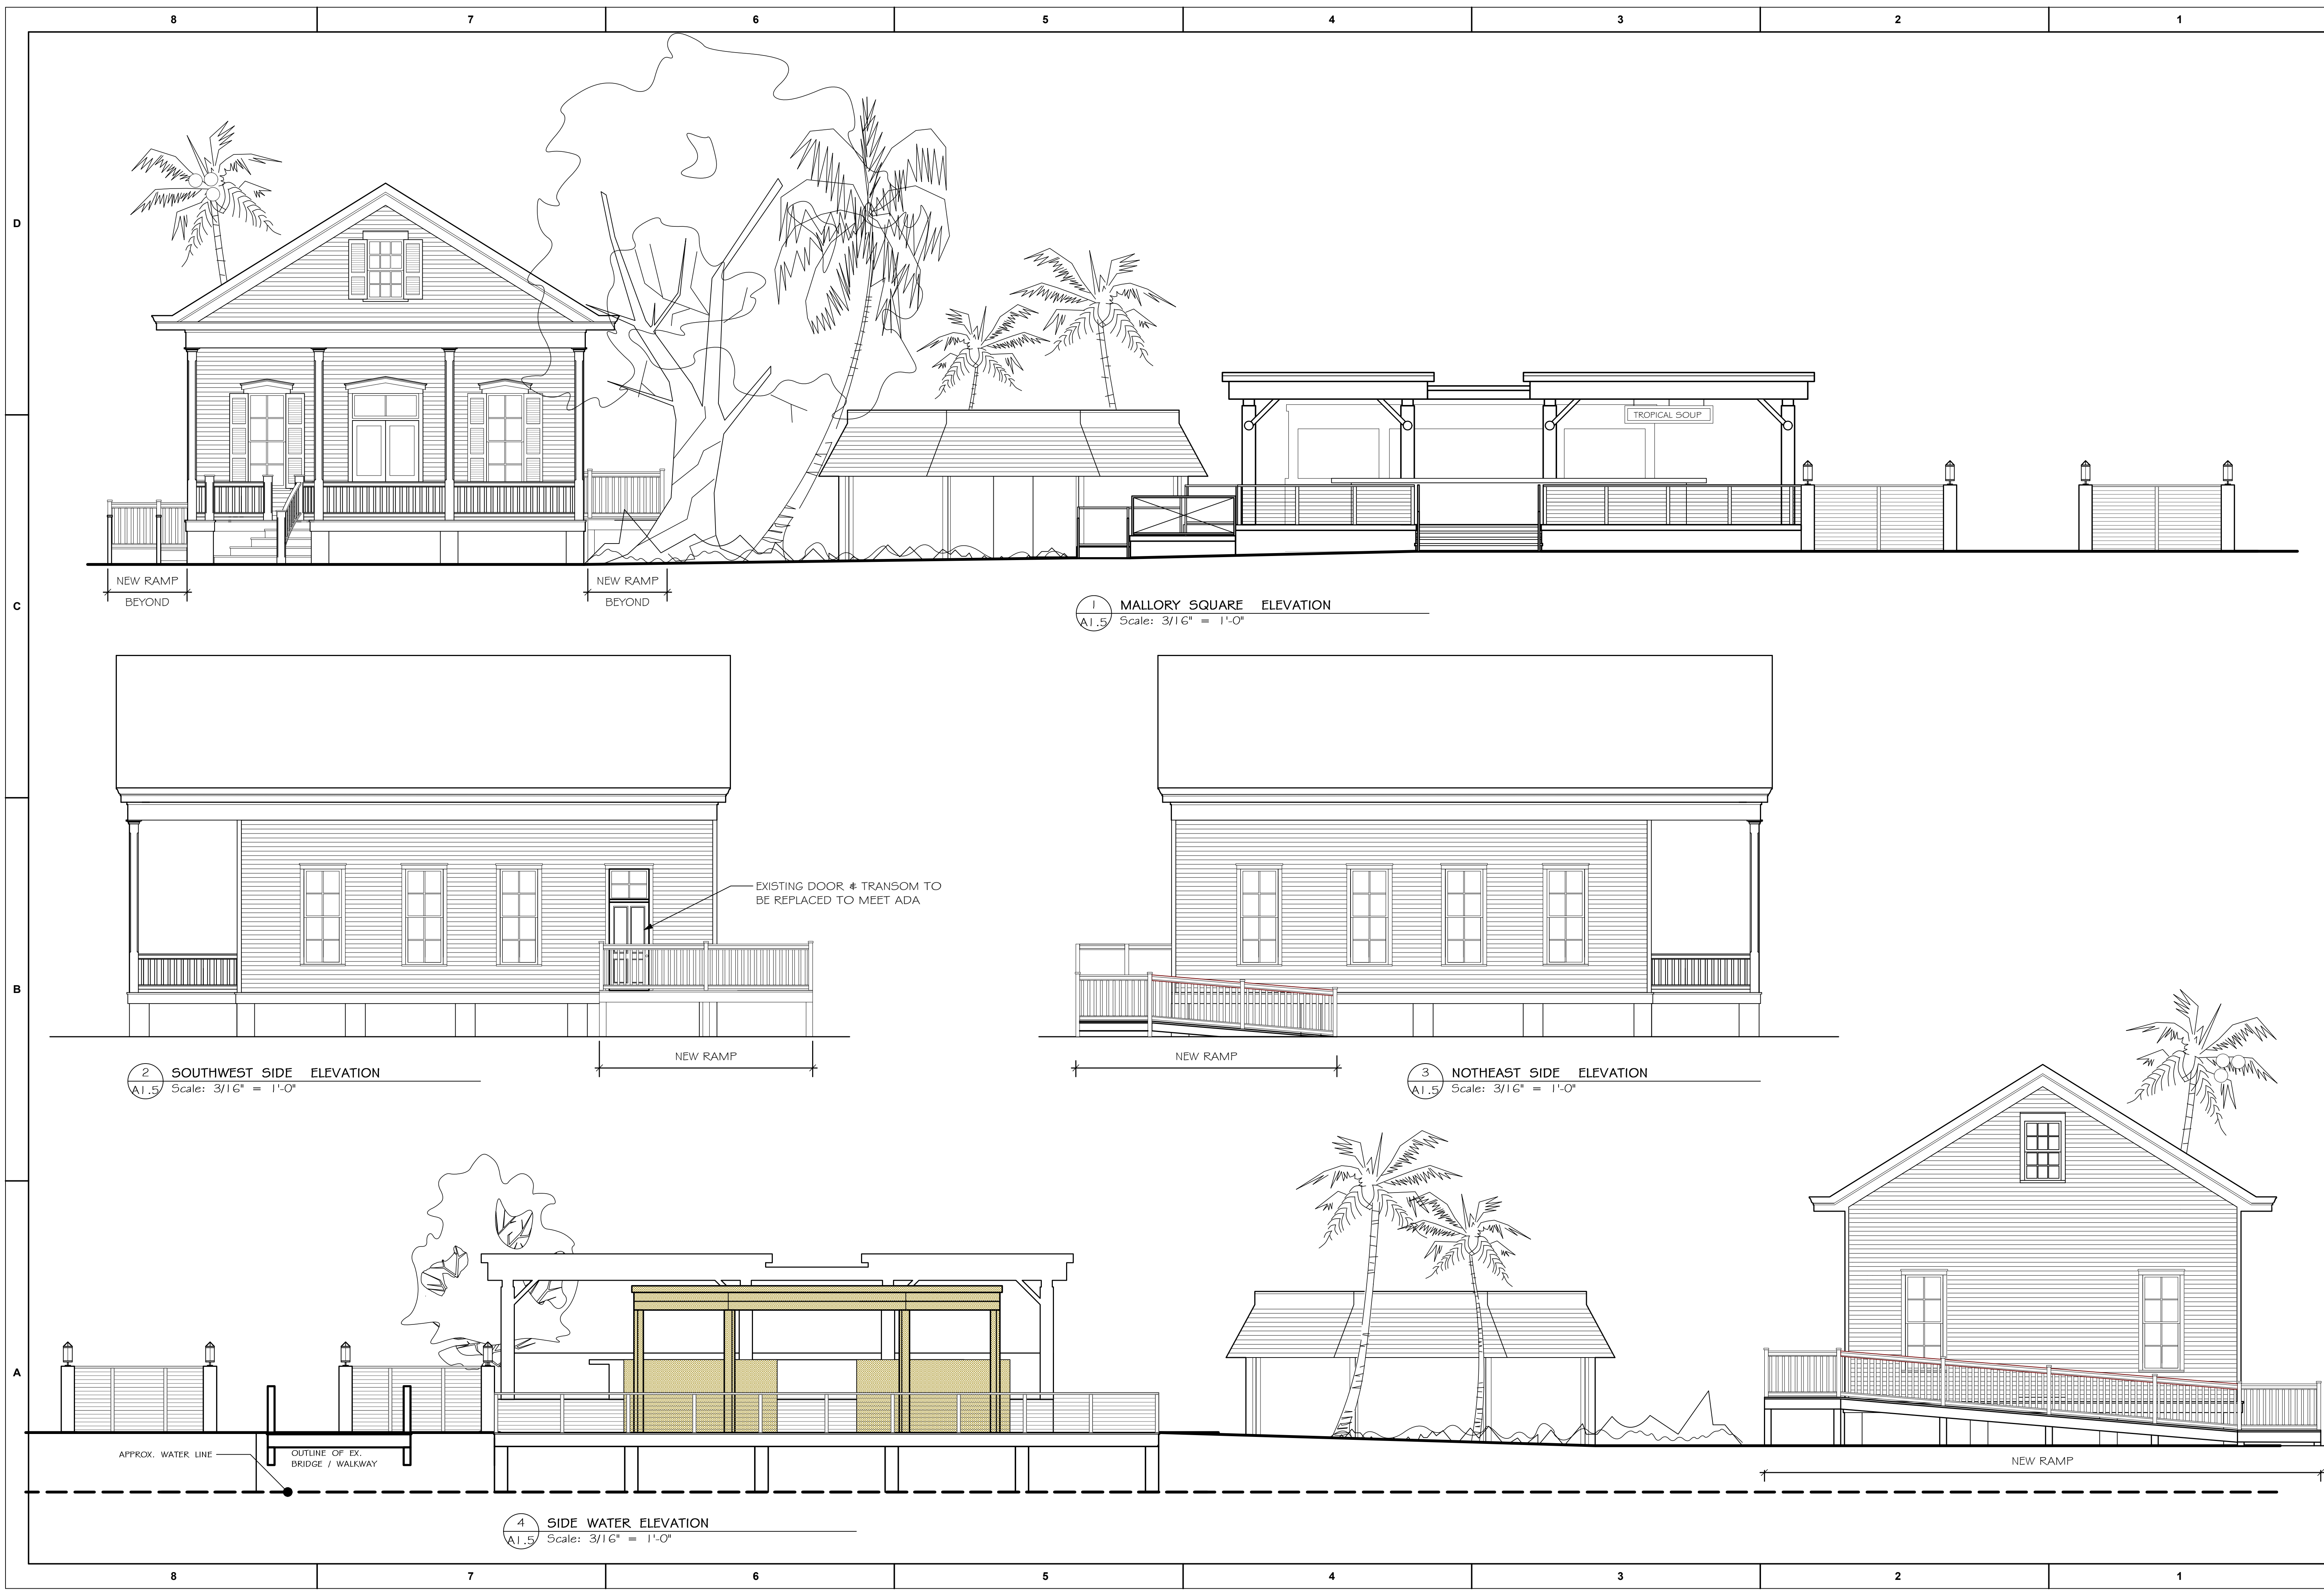 8 7 6 5 4 3 2 1
D
TROPICAL SOUP
NEW RAMP
BEYOND
NEW RAMP
BEYOND
C
1
A1.5
MALLORY SQUARE ELEVATION
Scale: 3/16" = 1'-0"
EXISTING DOOR & TRANSOM TO
BE REPLACED TO MEET ADA
B
NEW RAMP
NEW RAMP
2
A1.5
SOUTHWEST SIDE ELEVATION
Scale: 3/16" = 1'-0"
3
A1.5
NOTHEAST SIDE ELEVATION
Scale: 3/16" = 1'-0"
A
APPROX. WATER LINE
OUTLINE OF EX.
BRIDGE / WALKWAY
NEW RAMP
4
A1.5
SIDE WATER ELEVATION
Scale: 3/16" = 1'-0"
8 7 6 5 4 3 2 1